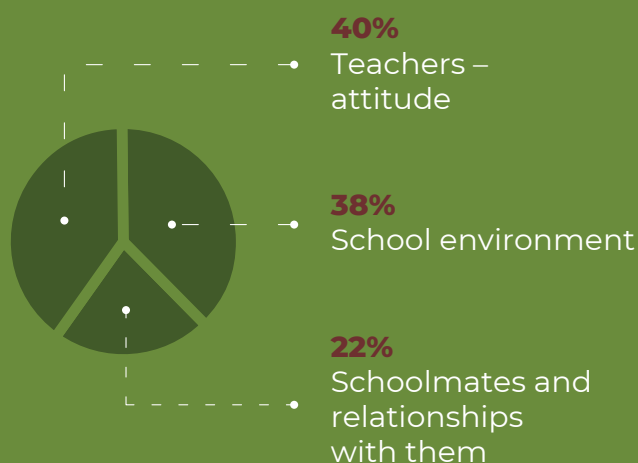 40%
Teachers –
attitude
38%
School environment
22%
Schoolmates and
relationships
with them